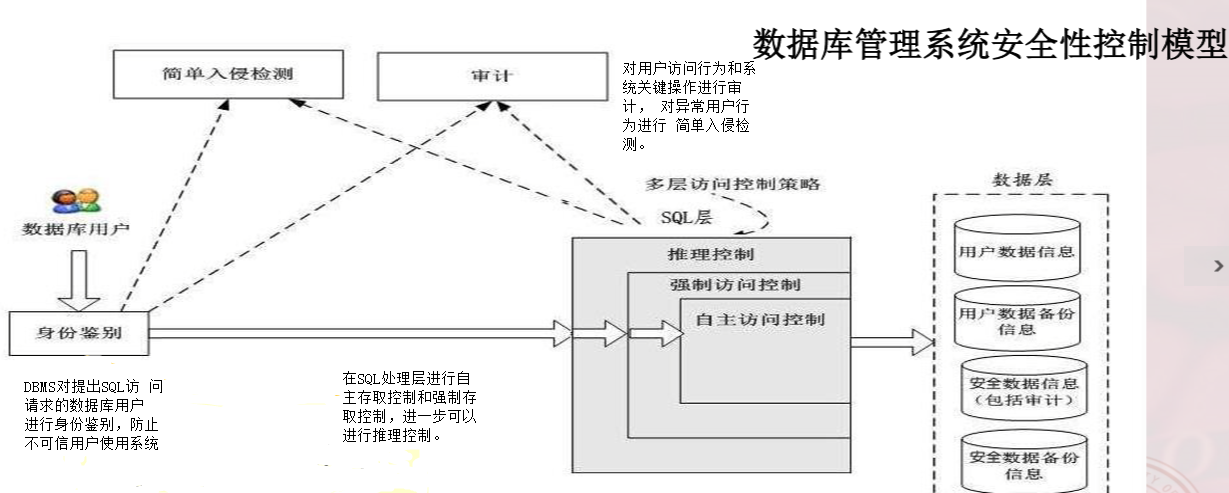 数据库管理系统安全性控制模型
简单入侵检测
审计
对用户访问行为和系
统关键操作进行审
计， 对异常用户行
为进行 简单入侵检
测。
多层访问控制策略
SQL层
数据层
数据库用户
推理控制
强制访问控制
自主访问控制
身份鉴别
用户数据信息
用户数据备份
信息
安全数据信息
（包括审计）
安全数据备份
信息
DBMS对提出SQL访 问
请求的数据库用户
进行身份鉴别，防止
不可信用户使用系统
在SQL处理层进行自
主存取控制和强制存
取控制，进一步可以
进行推理控制。